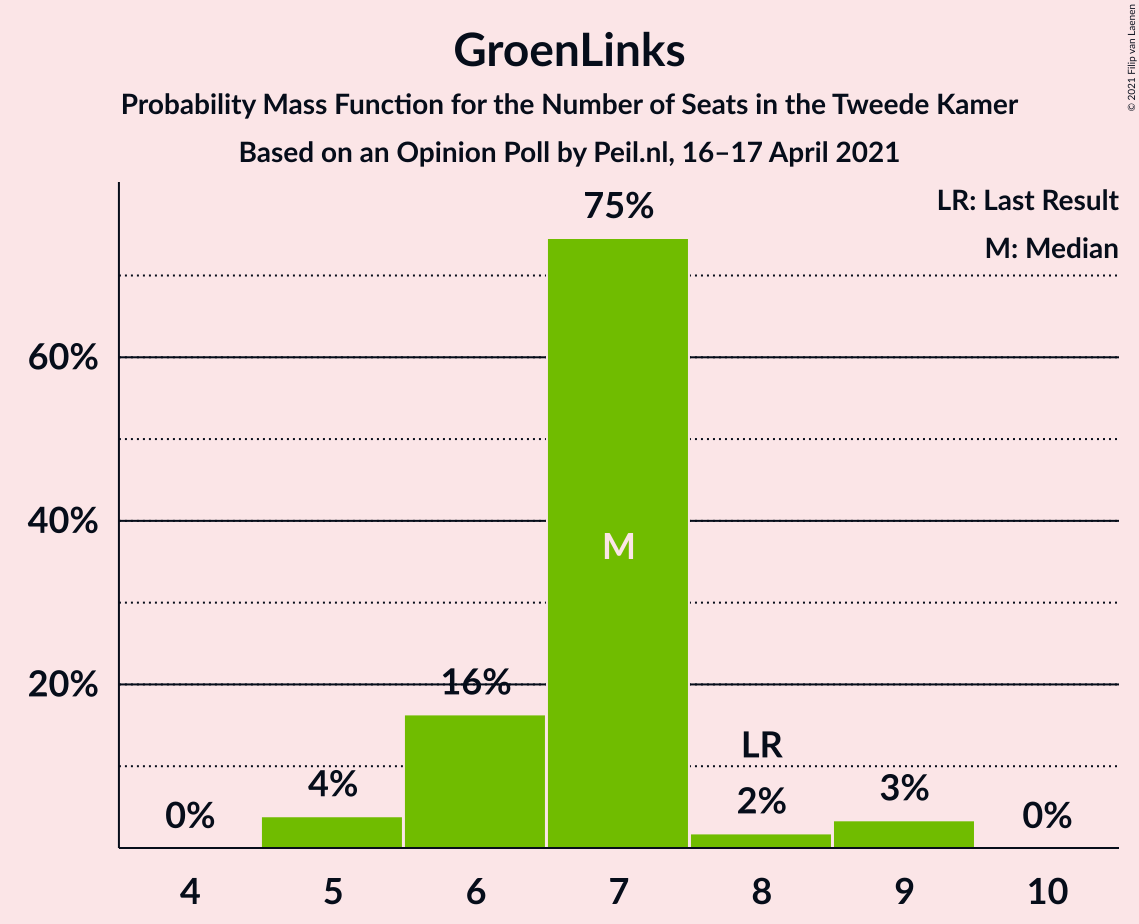 GroenLinks
Probability Mass Function for the Number of Seats in the Tweede Kamer
Based on an Opinion Poll by Peil.nl, 16–17 April 2021
© 2021 Filip van Laenen
LR: Last Result
M: Median
75%
60%
40%
M
20%
16%
LR
4%
3%
2%
0%
0%
4 5 6 7 8 9 10